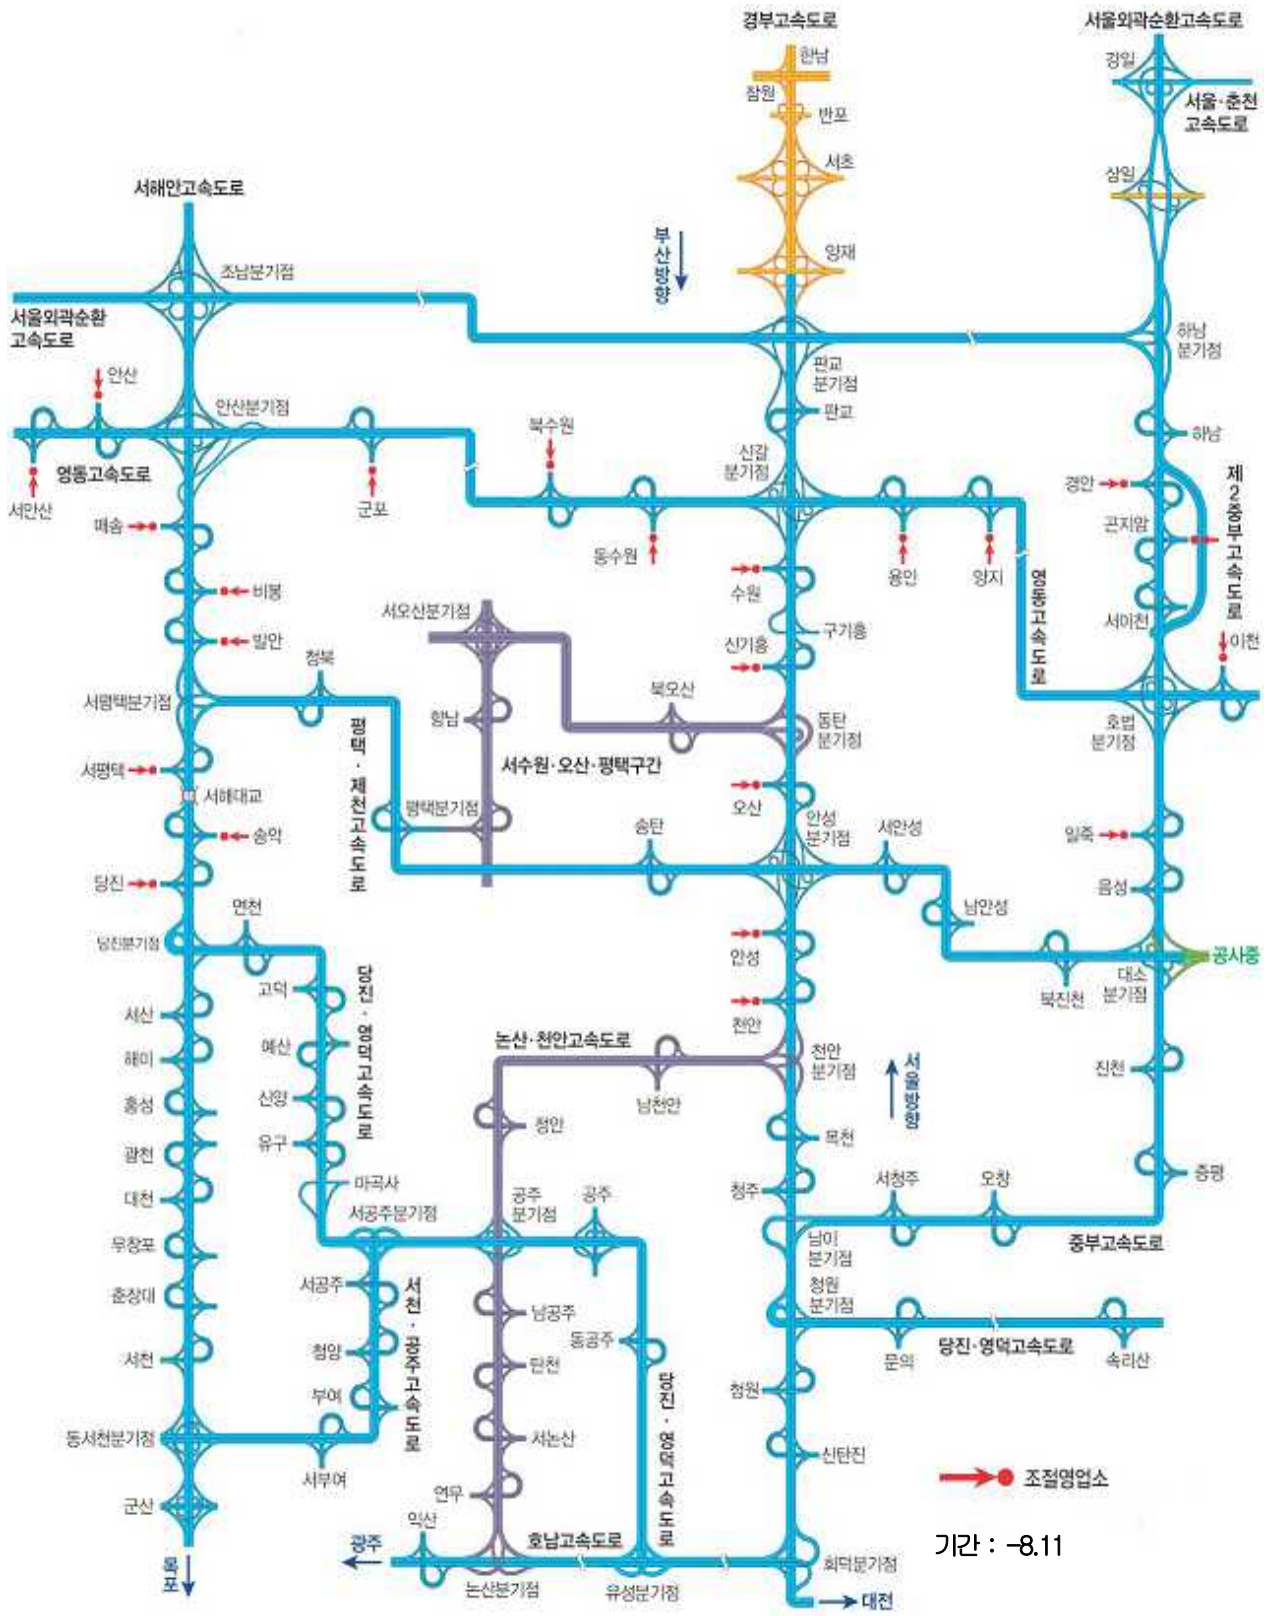 경부고속도로
서울외곽순환고속도로
한남
강일
잠원
서울·춘천
고속도로
반포
서초
상일
서해안고속도로
부산방향
양재
조남분기점
서울외곽순환
고속도로
하남
분기점
판교
분기점
안산
안산분기점
판교
북수원
하남
신갈
분기점
영동고속도로
제2중부고속도로
경안
서안산
군포
매송
곤지암
동수원
용인
양지
영동고속도로
비봉
수원
서오산분기점
구기흥
서이천
발안
신기흥
이천
청북
서평택분기점
북오산
향남
동탄
분기점
호법
분기점
평택·제천고속도로
서수원·오산·평택구간
서평택
서해대교
평택분기점
오산
송탄
안성
분기점
서안성
송악
일죽
당진
음성
면천
남안성
당진분기점
안성
공사중
대소
분기점
북진천
고덕
당진·영덕고속도로
서산
천안
논산·천안고속도로
예산
해미
천안
분기점
서울방향
진천
신양
홍성
남천안
정안
유구
목천
광천
마곡사
서청주
오창
증평
대천
청주
공주
분기점
공주
서공주분기점
무창포
남이
분기점
중부고속도로
서공주
서천·공주고속도로
춘장대
청원
분기점
남공주
동공주
당진·영덕고속도로
청양
서천
탄천
문의
속리산
부여
당진·영덕고속도로
청원
동서천분기점
서논산
신탄진
서부여
조절영업소
연무
군산
익산
호남고속도로
광주
기간 : -8.11
목포
논산분기점
유성분기점
회덕분기점
대전